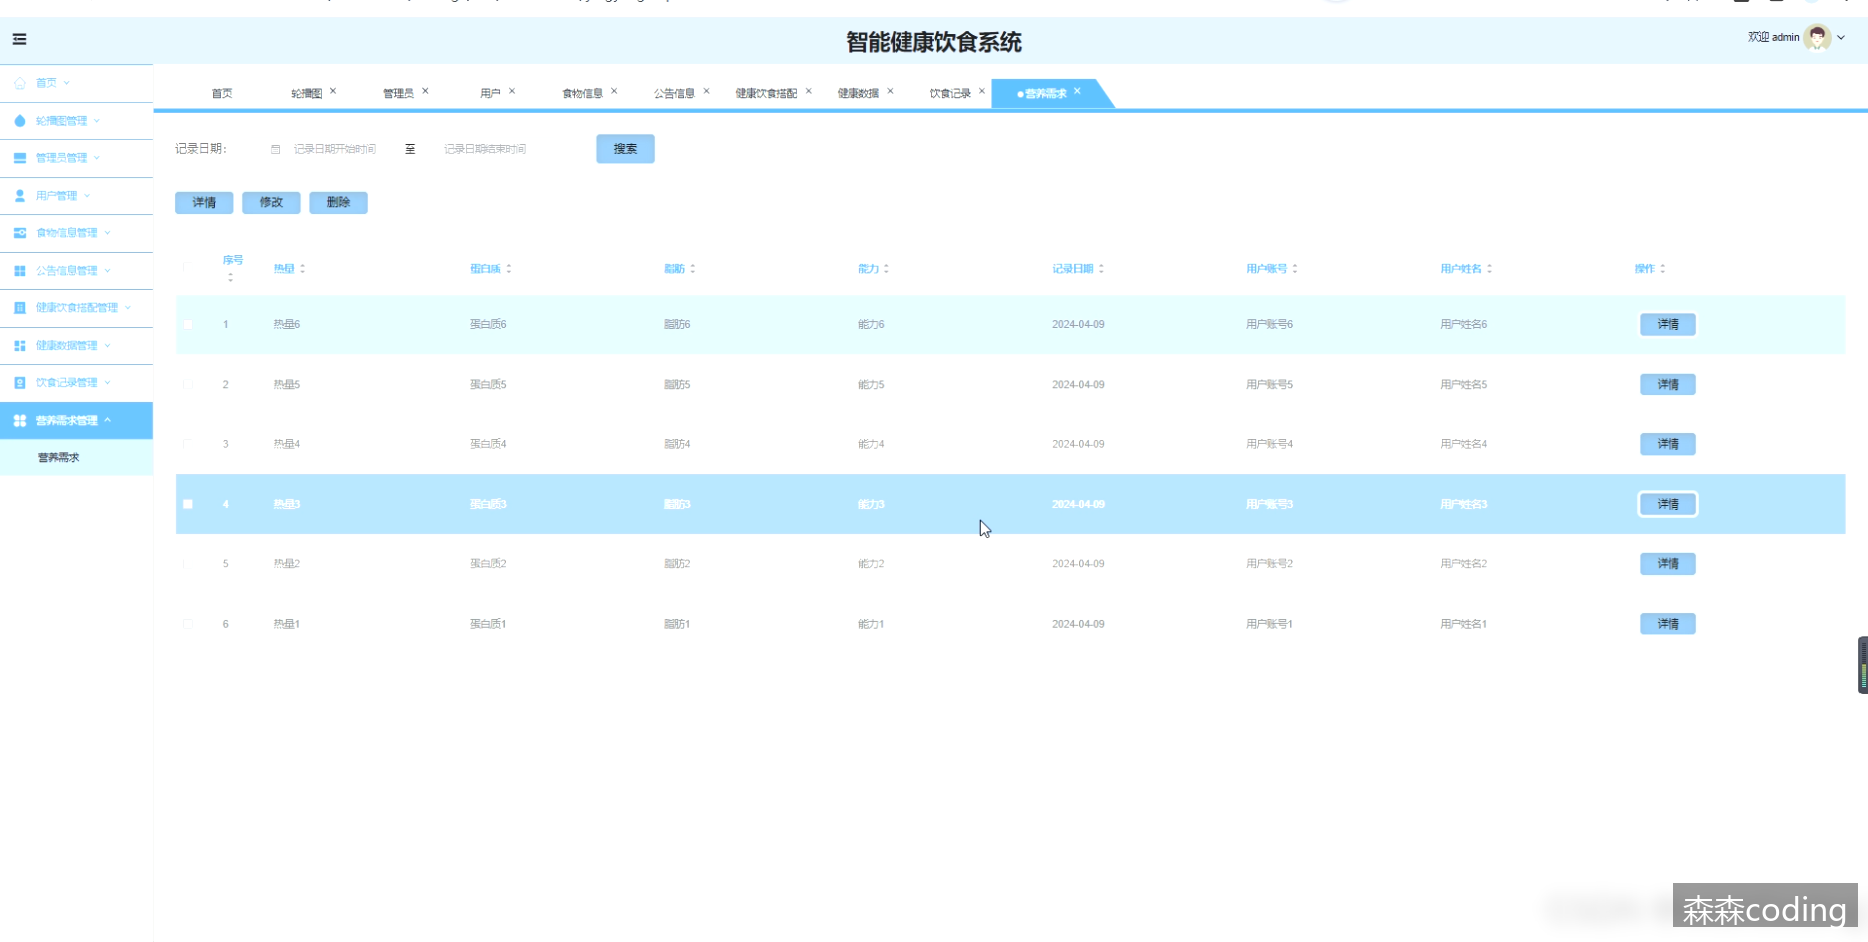 智能健康饮食系统
欢迎 admin
首页
轮播图管理
管理员管理
用户管理
食物信息管理
公告信息管理
健康饮食搭配管理
健康数据管理
饮食记录管理
营养需求管理
营养需求
首页 轮播图 × 管理员 × 用户 × 食物信息 × 公告信息 × 健康饮食搭配 × 健康数据 × 饮食记录 × ●营养需求 ×
记录日期： 记录日期开始时间 至 记录日期结束时间 搜索
详情 修改 删除
序号 热量 蛋白质 脂肪 能力 记录日期 用户账号 用户姓名 操作
1 热量6 蛋白质6 脂肪6 能力6 2024-04-09 用户账号6 用户姓名6 详情
2 热量5 蛋白质5 脂肪5 能力5 2024-04-09 用户账号5 用户姓名5 详情
3 热量4 蛋白质4 脂肪4 能力4 2024-04-09 用户账号4 用户姓名4 详情
4 热量3 蛋白质3 脂肪3 能力3 2024-04-09 用户账号3 用户姓名3 详情
5 热量2 蛋白质2 脂肪2 能力2 2024-04-09 用户账号2 用户姓名2 详情
6 热量1 蛋白质1 脂肪1 能力1 2024-04-09 用户账号1 用户姓名1 详情
森森coding